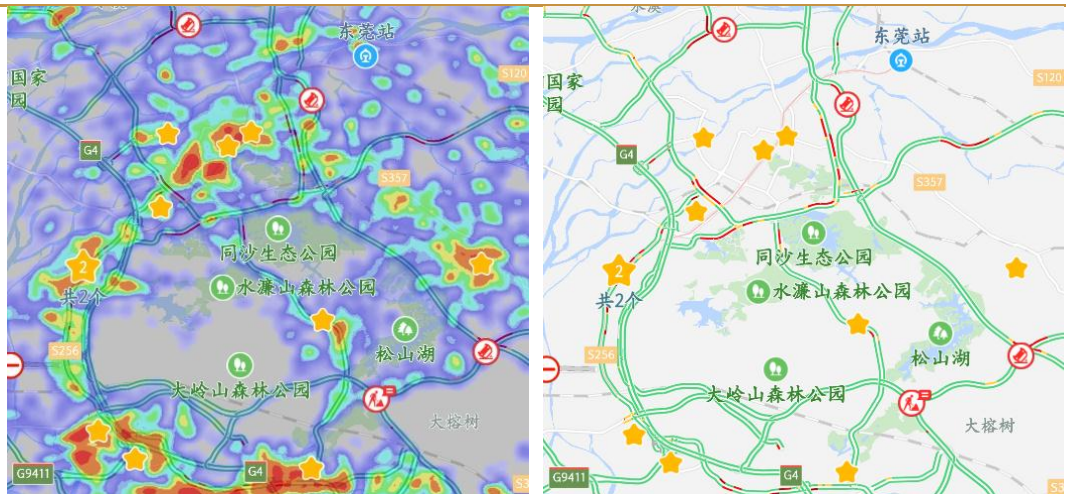 东莞站
国家
园
S120
G4
S357
同沙生态公园
水濂山森林公园
2
共2个
松山湖
S256
大岭山森林公园
大榕树
G9411
G4
S3
东莞站
国家
园
S120
G4
S357
同沙生态公园
水濂山森林公园
2
共2个
松山湖
S256
大岭山森林公园
大榕树
G9411
G4
S3